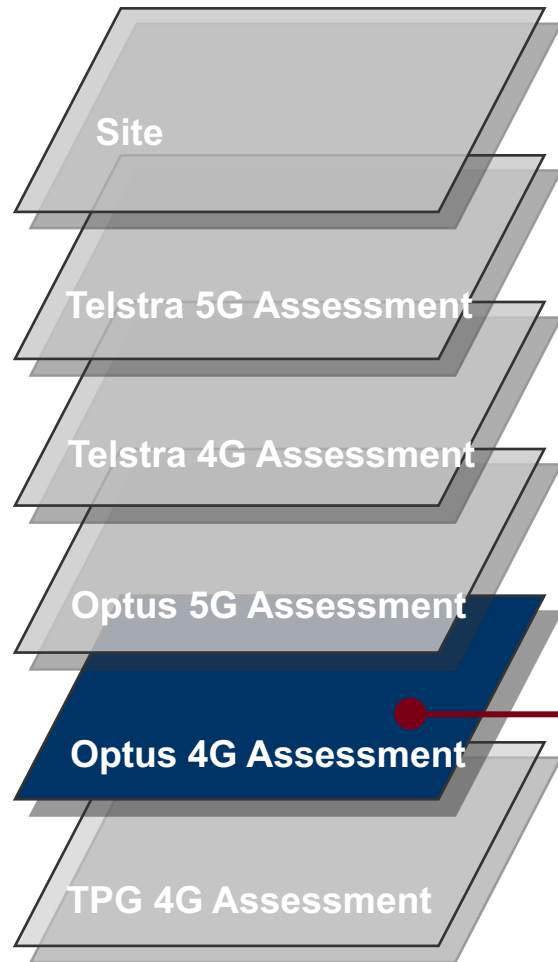 Site
Telstra 5G Assessment
Telstra 4G Assessment
Optus 5G Assessment
Optus 4G Assessment
TPG 4G Assessment